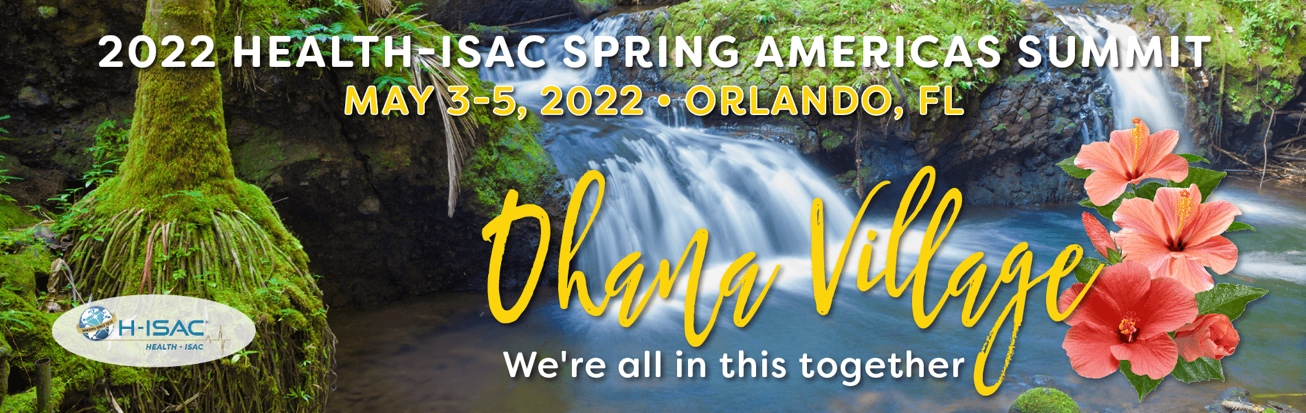 2022 HEALTH-ISAC SPRING AMERICAS SUMMIT
MAY 3-5, 2022 • ORLANDO, FL
Ohana Village
We're all in this together
H-ISAC
HEALTH - ISAC